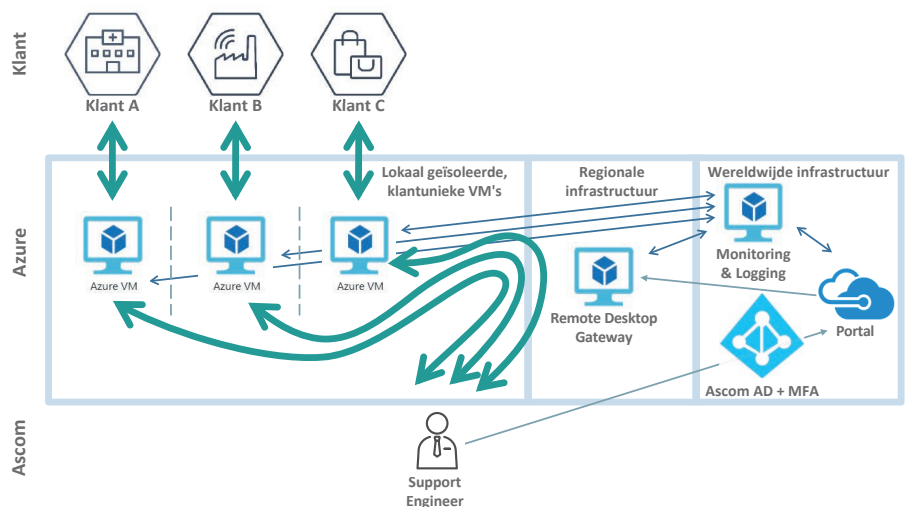 Klant
Klant A
Klant B
Klant C
Azure
Lokaal geïsoleerde,
klantunieke VM's
Regionale
infrastructuur
Wereldwijde infrastructuur
Azure VM
Azure VM
Azure VM
Monitoring
& Logging
Remote Desktop
Gateway
Portal
Ascom AD + MFA
Ascom
Support
Engineer